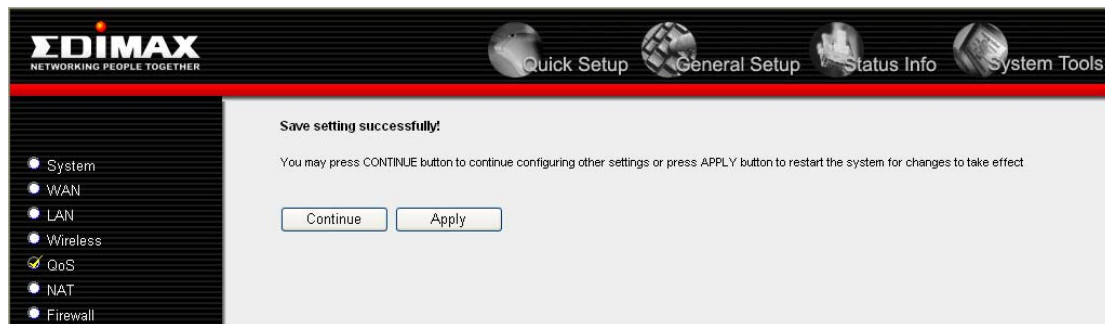 EDIMAX
NETWORKING PEOPLE TOGETHER
Quick Setup
General Setup
Status Info
System Tools
System
WAN
LAN
Wireless
QoS
NAT
Firewall
Save setting successfully!
You may press CONTINUE button to continue configuring other settings or press APPLY button to restart the system for changes to take effect
Continue
Apply